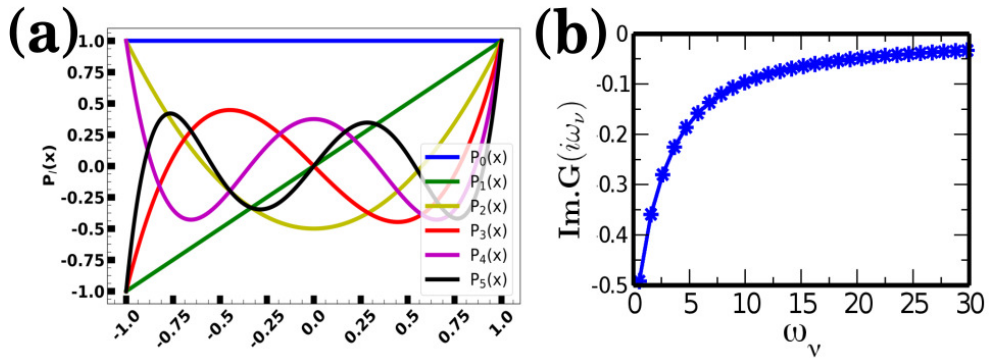 (a)
P_l(x)
1.0
0.75
0.5
0.25
0.0
-0.25
-0.5
-0.75
-1.0
-1.0
-0.75
-0.5
-0.25
0.0
0.25
0.5
0.75
1.0
P₀(x)
P₁(x)
P₂(x)
P₃(x)
P₄(x)
P₅(x)
(b)
Im.G(iω_ν)
0
-0.1
-0.2
-0.3
-0.4
-0.5
0
5
10
15
20
25
30
ω_ν